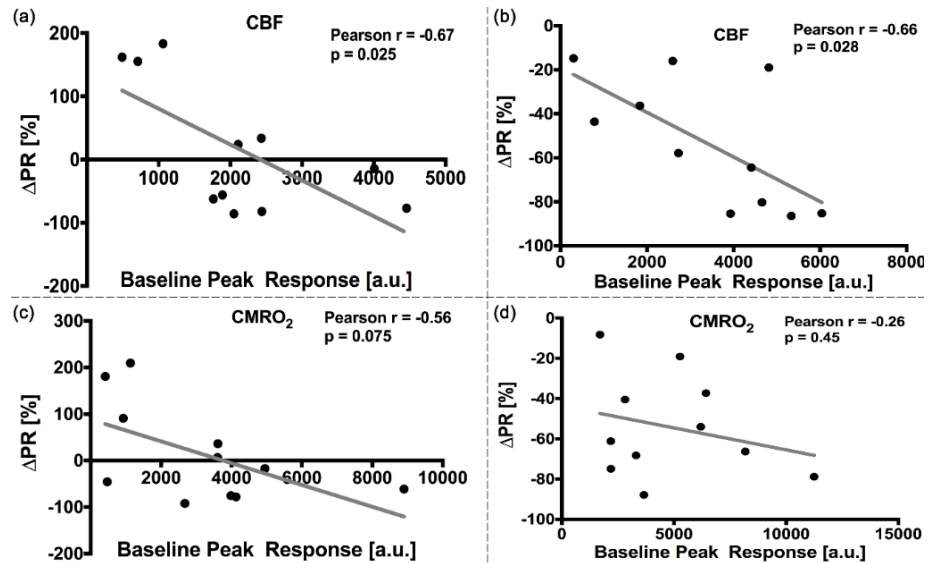 (a)
CBF
Pearson r = -0.67
p = 0.025
ΔPR [%]
200
100
0
-100
-200
1000
2000
3000
4000
5000
Baseline Peak Response [a.u.]
(b)
CBF
Pearson r = -0.66
p = 0.028
ΔPR [%]
0
-20
-40
-60
-80
-100
0
2000
4000
6000
8000
Baseline Peak Response [a.u.]
(c)
CMRO₂
Pearson r = -0.56
p = 0.075
ΔPR [%]
300
200
100
0
-100
-200
2000
4000
6000
8000
10000
Baseline Peak Response [a.u.]
(d)
CMRO₂
Pearson r = -0.26
p = 0.45
ΔPR [%]
0
-20
-40
-60
-80
-100
0
5000
10000
15000
Baseline Peak Response [a.u.]